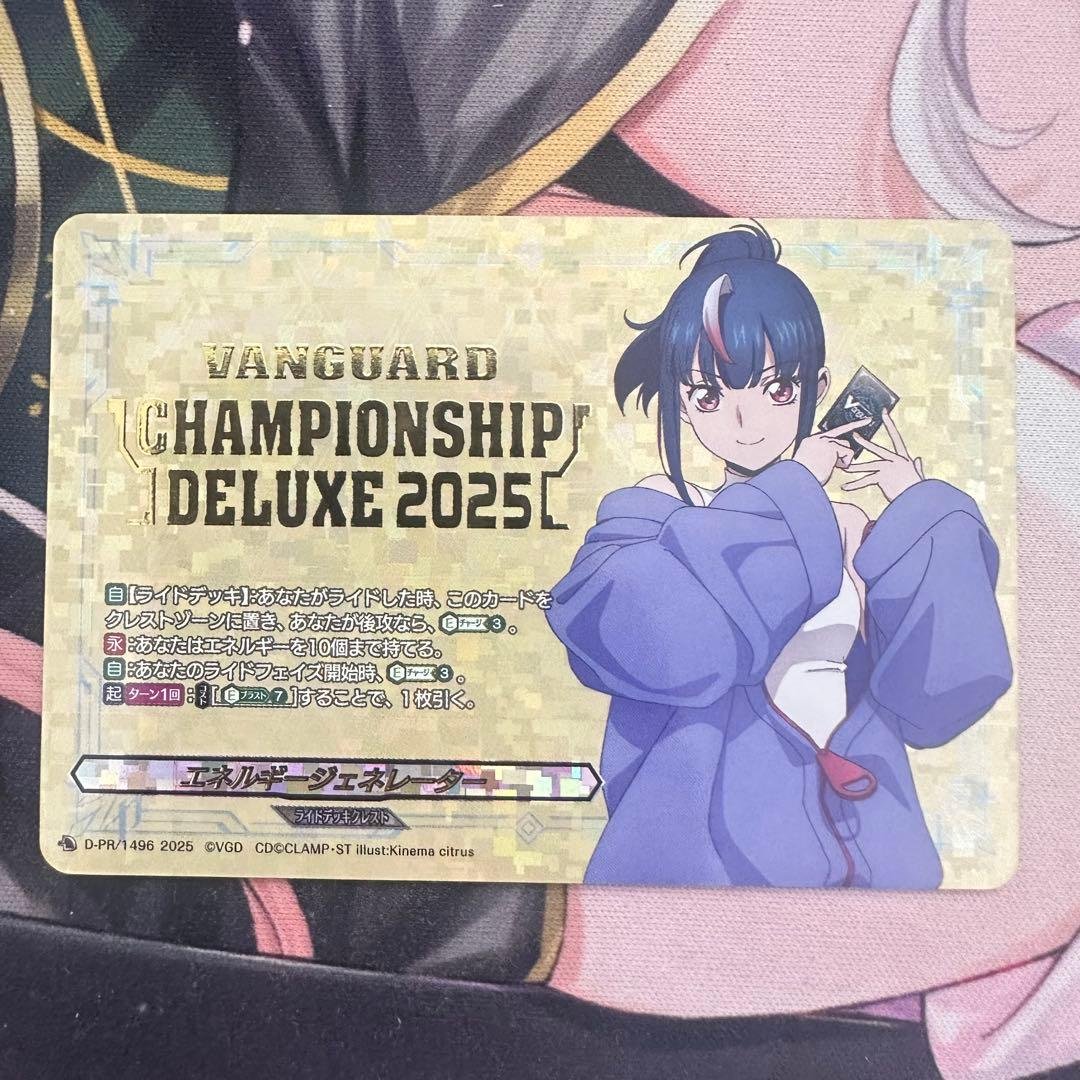 VANGUARD
CHAMPIONSHIP
DELUXE 2025
自【ライドデッキ】:あなたがライドした時、このカードを
クレストゾーンに置き、あなたが後攻なら、Eチャージ3。
永:あなたはエネルギーを10個まで持てる。
自:あなたのライドフェイズ開始時、Eチャージ3。
起ターン1回:コスト[Eブラスト7]することで、1枚引く。
エネルギージェネレーター
ライドデッキクレスト
D-PR/1496 2025 ©VGD CD©CLAMP・ST illust:Kinema citrus